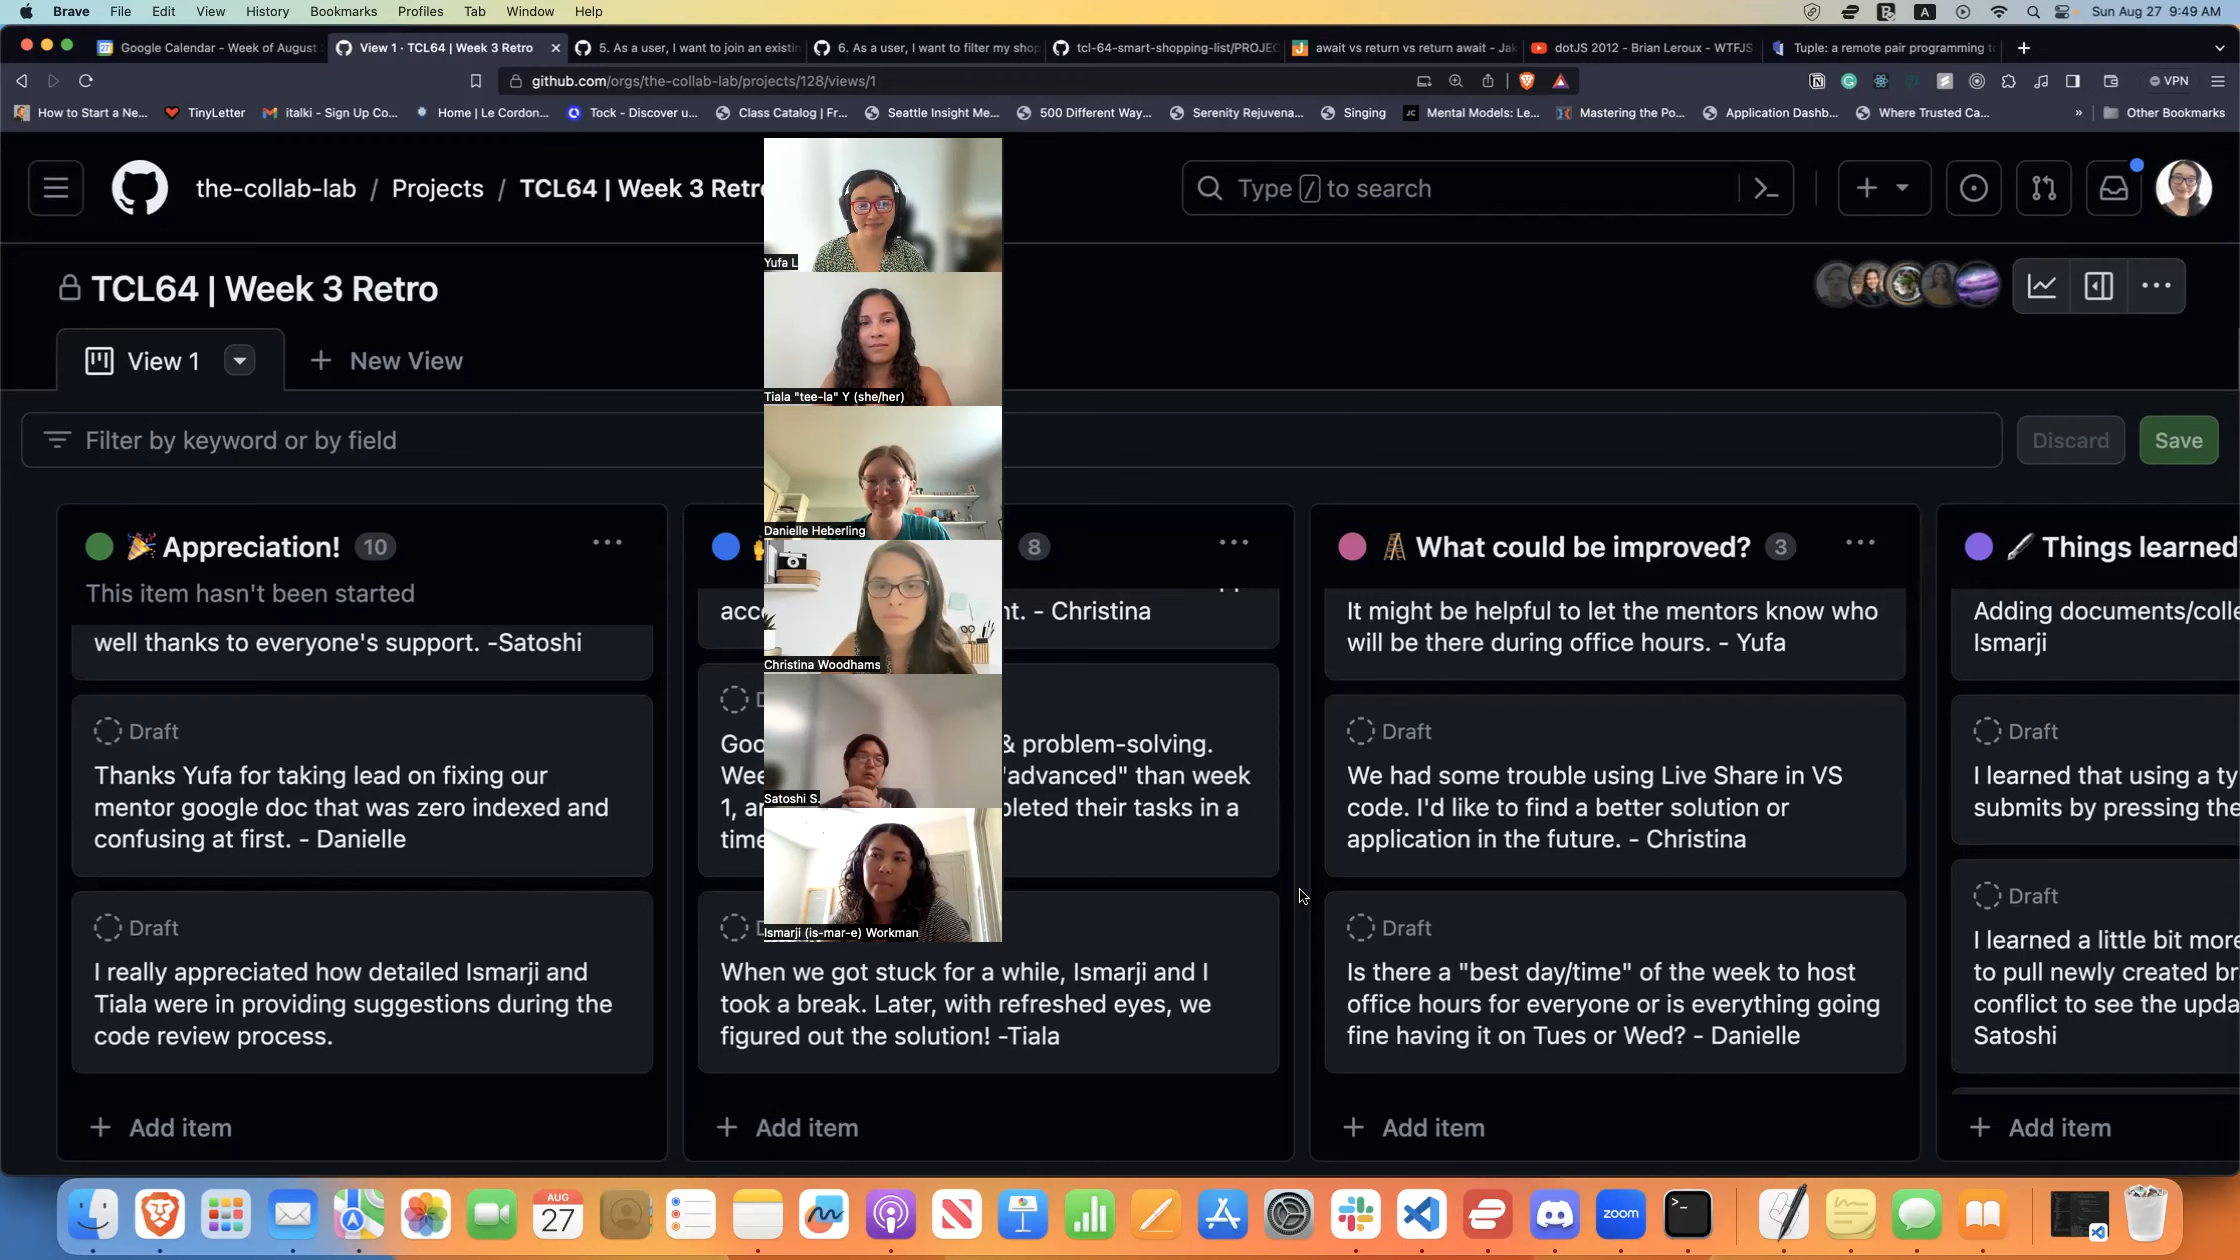 Brave File Edit View History Bookmarks Profiles Tab Window Help
A Sun Aug 27 9:49 AM
Google Calendar - Week of August
View 1 · TCL64 | Week 3 Retro
5. As a user, I want to join an existin
6. As a user, I want to filter my shop
tcl-64-smart-shopping-list/PROJEC
await vs return vs return await - Jak
dotJS 2012 - Brian Leroux - WTFJS
Tuple: a remote pair programming to
github.com/orgs/the-collab-lab/projects/128/views/1
VPN
How to Start a Ne...
TinyLetter
italki - Sign Up Co...
Home | Le Cordon...
Tock - Discover u...
Class Catalog | Fr...
Seattle Insight Me...
500 Different Way...
Serenity Rejuvena...
Singing
Mental Models: Le...
Mastering the Po...
Application Dashb...
Where Trusted Ca...
»
Other Bookmarks
the-collab-lab / Projects / TCL64 | Week 3 Retro
Type / to search
TCL64 | Week 3 Retro
View 1
+ New View
Filter by keyword or by field
Discard
Save
Yufa L
Tiala "tee-la" Y (she/her)
Danielle Heberling
Christina Woodhams
Satoshi S.
Ismarji (is-mar-e) Workman
Appreciation! 10
This item hasn't been started
well thanks to everyone's support. -Satoshi
Draft
Thanks Yufa for taking lead on fixing our
mentor google doc that was zero indexed and
confusing at first. - Danielle
Draft
I really appreciated how detailed Ismarji and
Tiala were in providing suggestions during the
code review process.
+ Add item
8
nt. - Christina
& problem-solving.
"advanced" than week
1,
pleted their tasks in a
time
When we got stuck for a while, Ismarji and I
took a break. Later, with refreshed eyes, we
figured out the solution! -Tiala
+ Add item
What could be improved? 3
It might be helpful to let the mentors know who
will be there during office hours. - Yufa
Draft
We had some trouble using Live Share in VS
code. I'd like to find a better solution or
application in the future. - Christina
Draft
Is there a "best day/time" of the week to host
office hours for everyone or is everything going
fine having it on Tues or Wed? - Danielle
+ Add item
Things learned
Adding documents/colle
Ismarji
Draft
I learned that using a ty
submits by pressing the
Draft
I learned a little bit more
to pull newly created br
conflict to see the upda
Satoshi
+ Add item
AUG
27
zoom